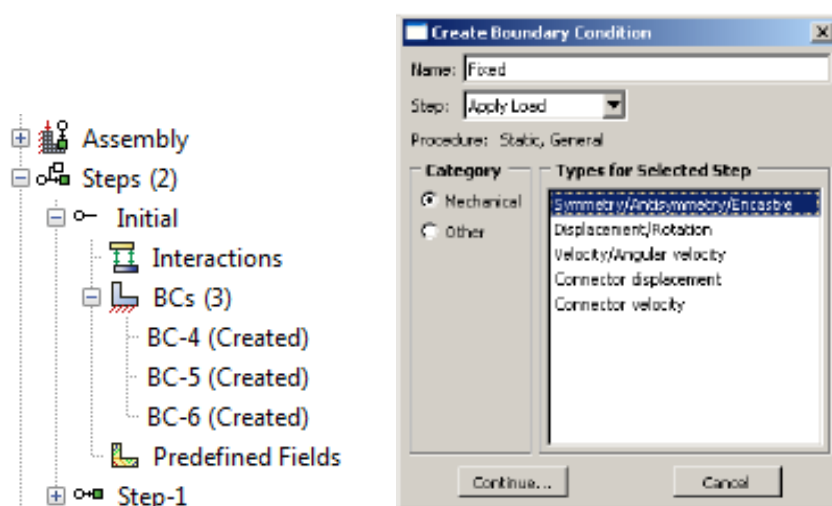 Assembly
Steps (2)
Initial
Interactions
BCs (3)
BC-4 (Created)
BC-5 (Created)
BC-6 (Created)
Predefined Fields
Step-1
Create Boundary Condition
Name: Fixed
Step: Apply Load
Procedure: Static, General
Category
Mechanical
Other
Types for Selected Step
Symmetry/Antisymmetry/Encastre
Displacement/Rotation
Velocity/Angular velocity
Connector displacement
Connector velocity
Continue...
Cancel